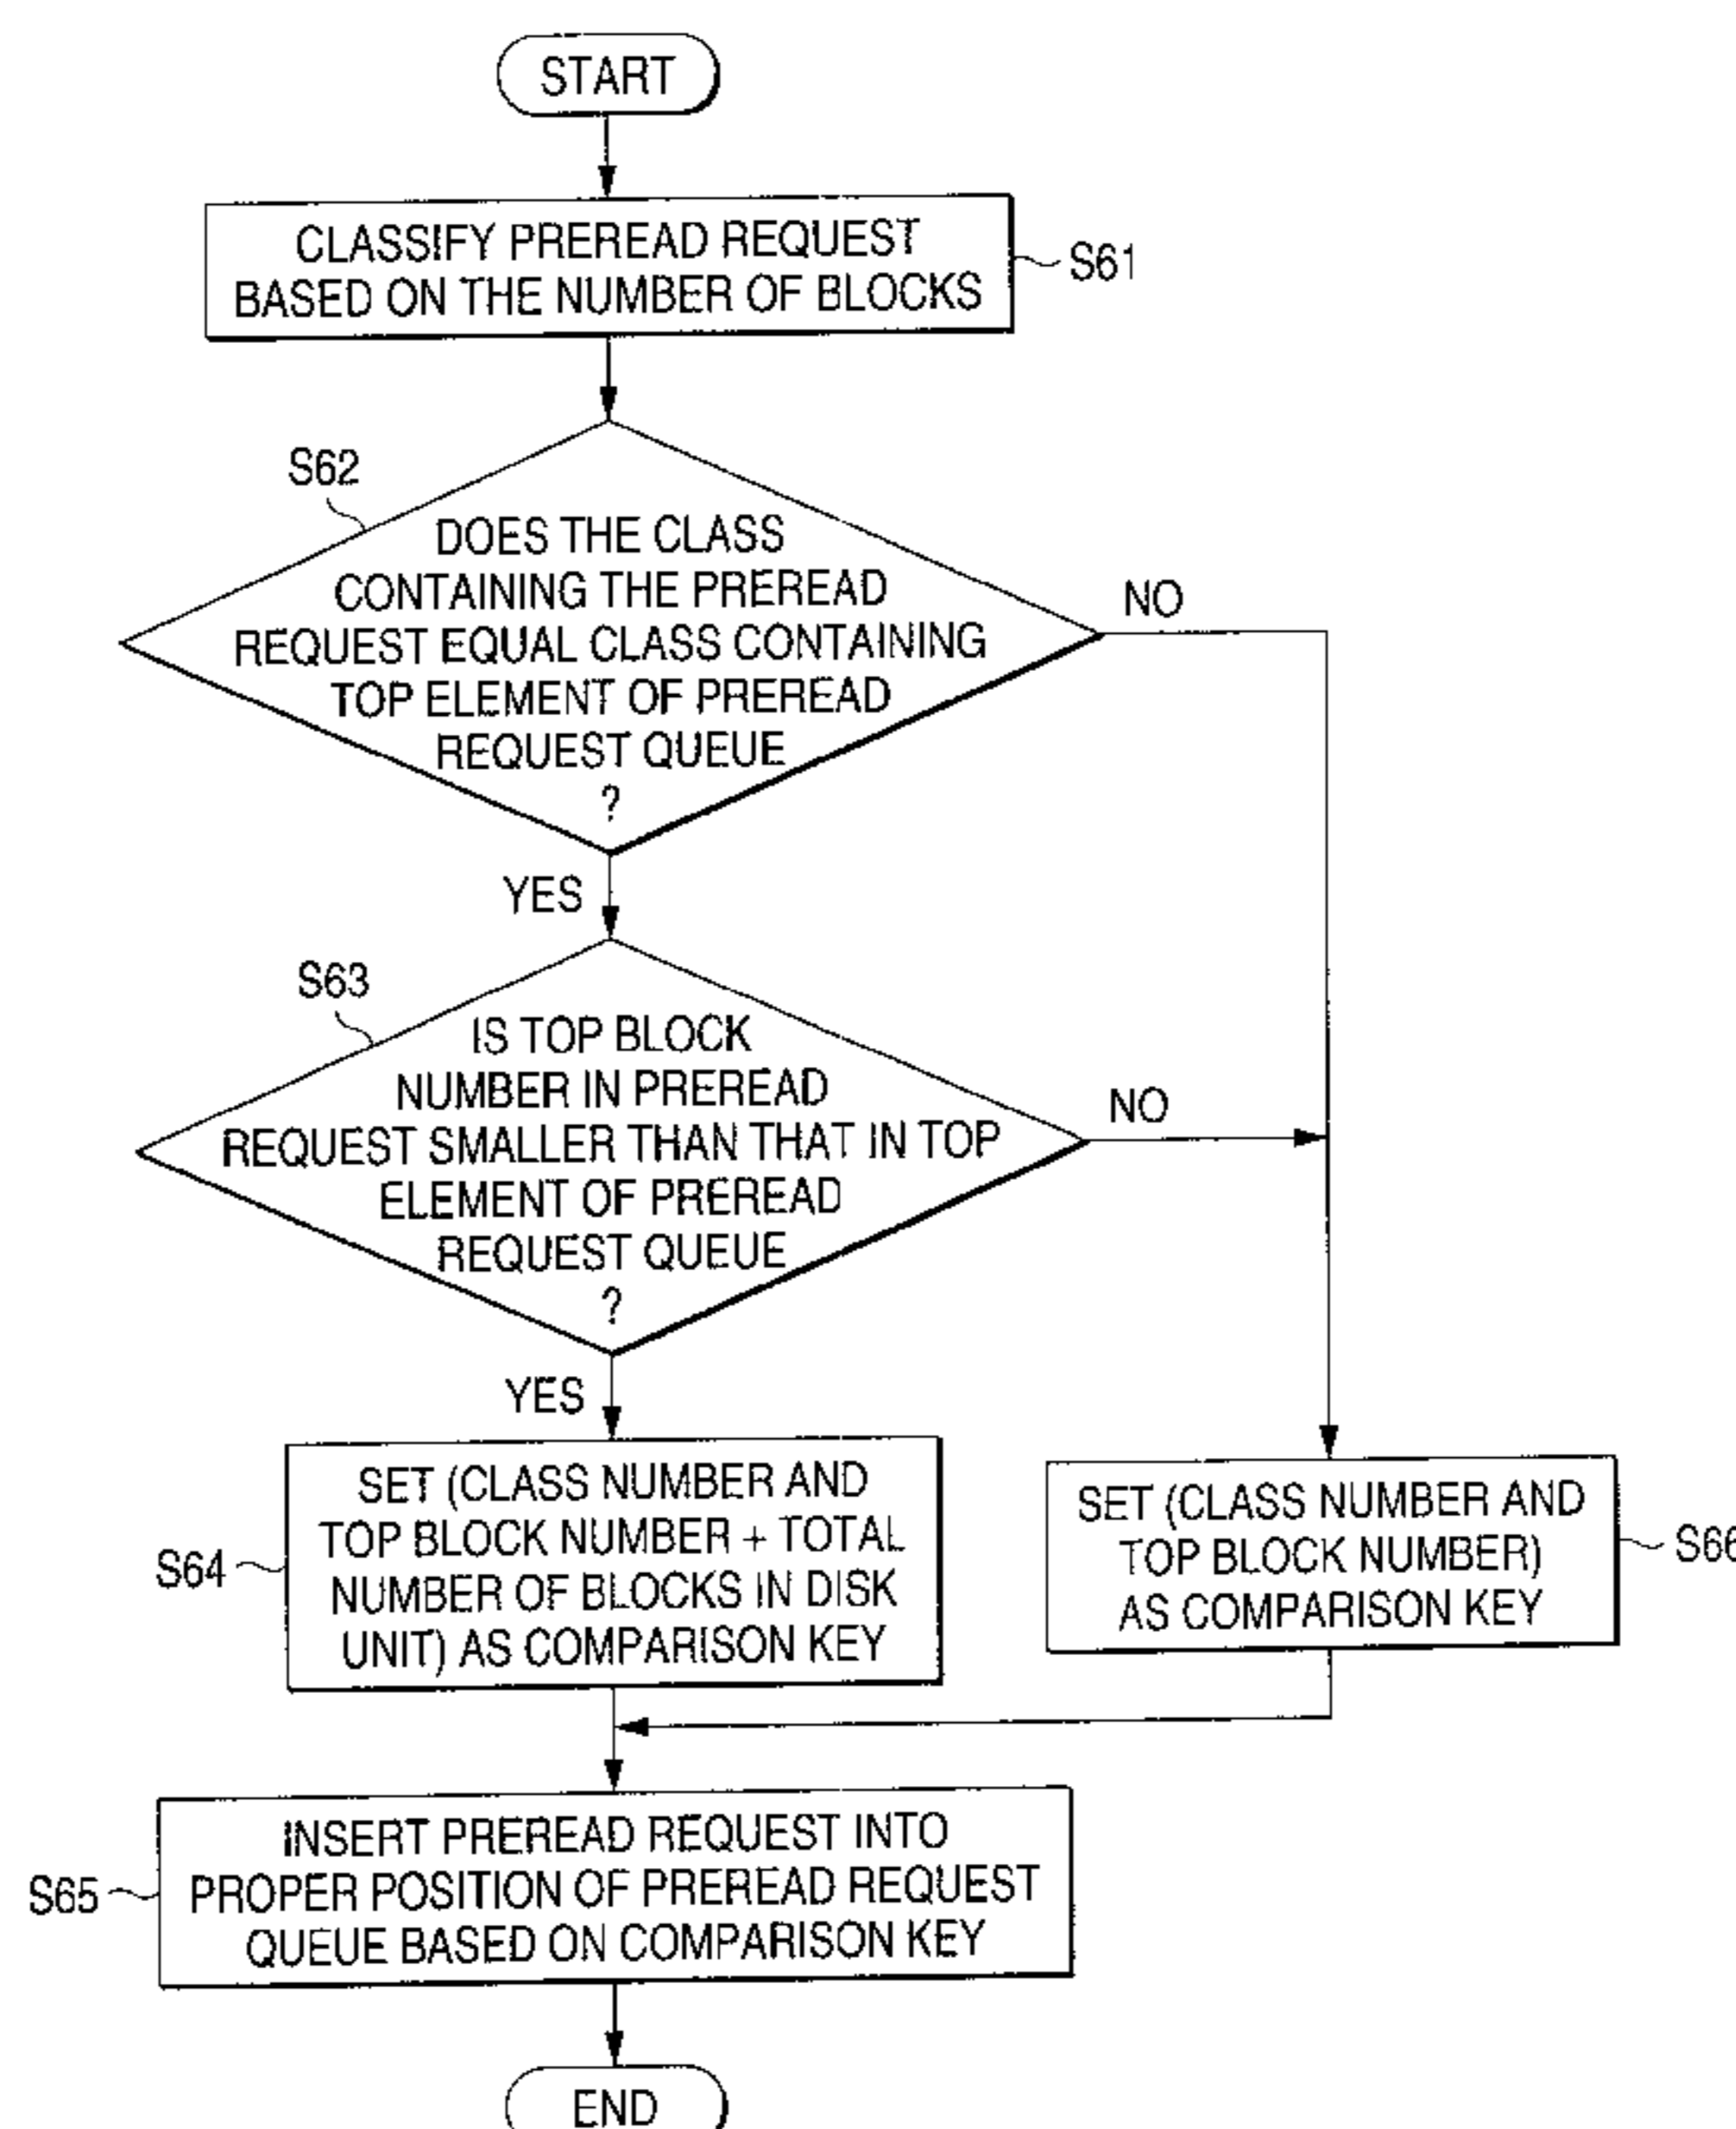 START
CLASSIFY PREREAD REQUEST
BASED ON THE NUMBER OF BLOCKS
S61
S62
DOES THE CLASS
CONTAINING THE PREREAD
REQUEST EQUAL CLASS CONTAINING
TOP ELEMENT OF PREREAD
REQUEST QUEUE
?
NO
YES
S63
IS TOP BLOCK
NUMBER IN PREREAD
REQUEST SMALLER THAN THAT IN TOP
ELEMENT OF PREREAD
REQUEST QUEUE
?
NO
YES
S64
SET (CLASS NUMBER AND
TOP BLOCK NUMBER + TOTAL
NUMBER OF BLOCKS IN DISK
UNIT) AS COMPARISON KEY
SET (CLASS NUMBER AND
TOP BLOCK NUMBER)
AS COMPARISON KEY
S66
S65
INSERT PREREAD REQUEST INTO
PROPER POSITION OF PREREAD REQUEST
QUEUE BASED ON COMPARISON KEY
END